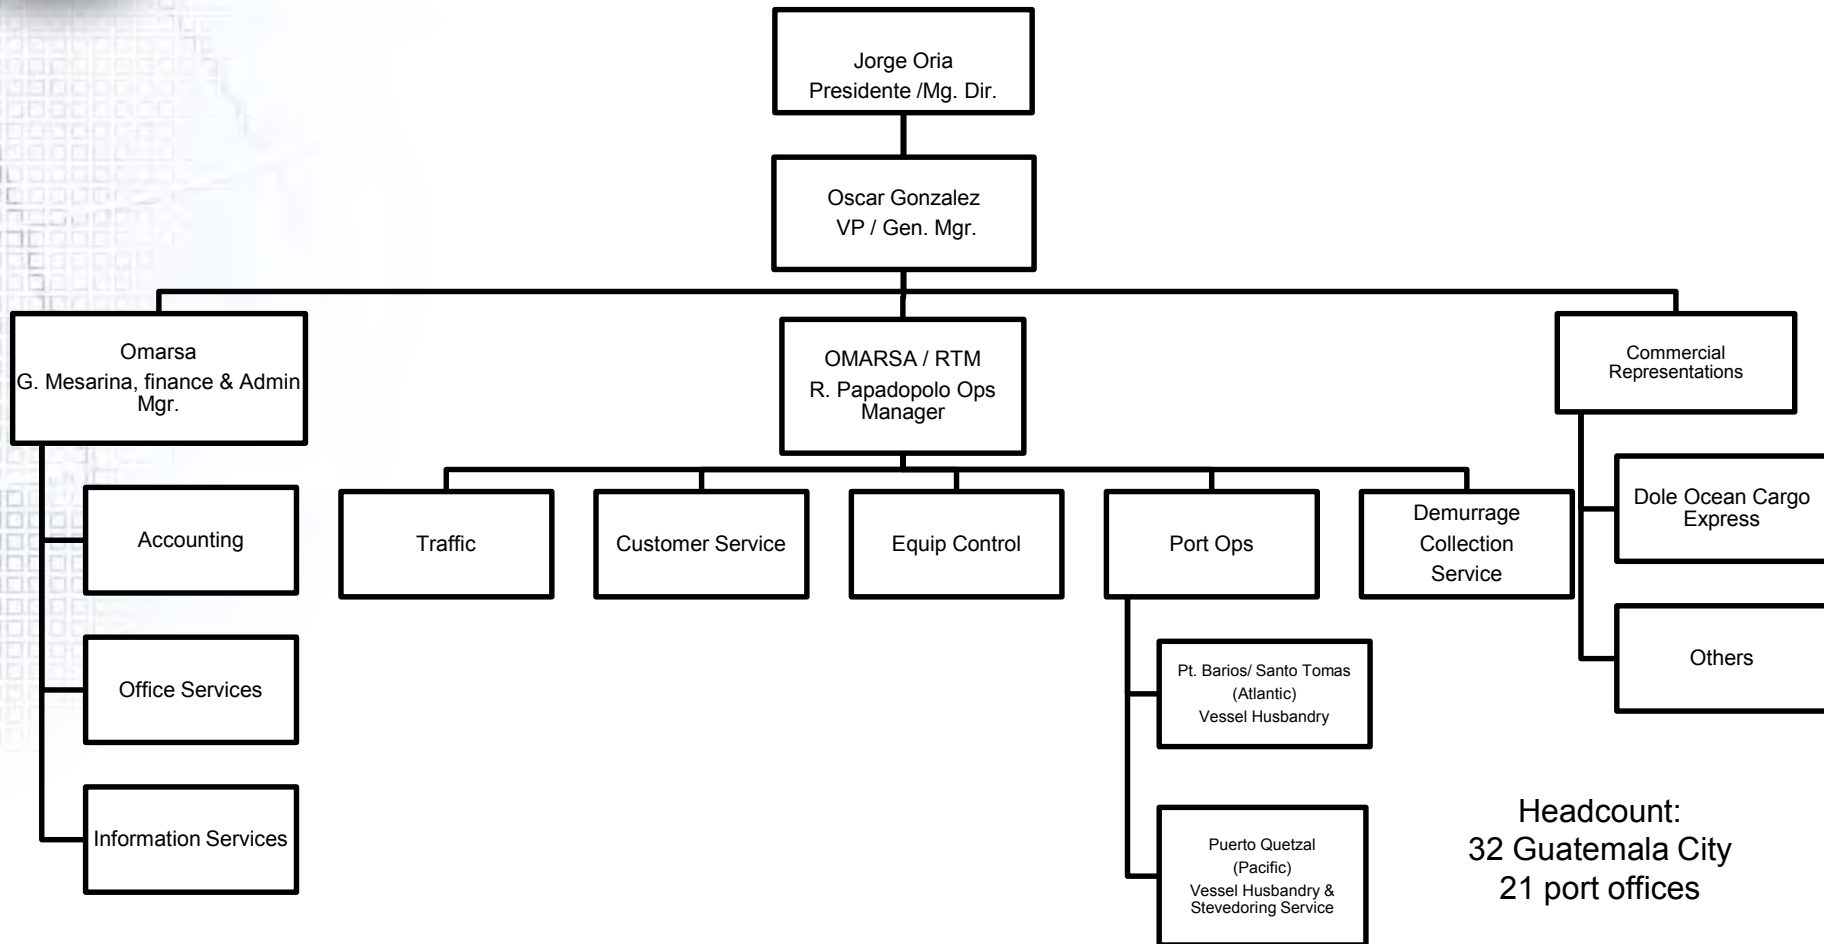 Jorge Oria
Presidente /Mg. Dir.
Oscar Gonzalez
VP / Gen. Mgr.
Omarsa
G. Mesarina, finance & Admin
Mgr.
OMARSA / RTM
R. Papadopolo Ops
Manager
Commercial
Representations
Accounting
Office Services
Information Services
Traffic
Customer Service
Equip Control
Port Ops
Demurrage
Collection
Service
Pt. Barios/ Santo Tomas
(Atlantic)
Vessel Husbandry
Puerto Quetzal
(Pacific)
Vessel Husbandry &
Stevedoring Service
Dole Ocean Cargo
Express
Others
Headcount:
32 Guatemala City
21 port offices